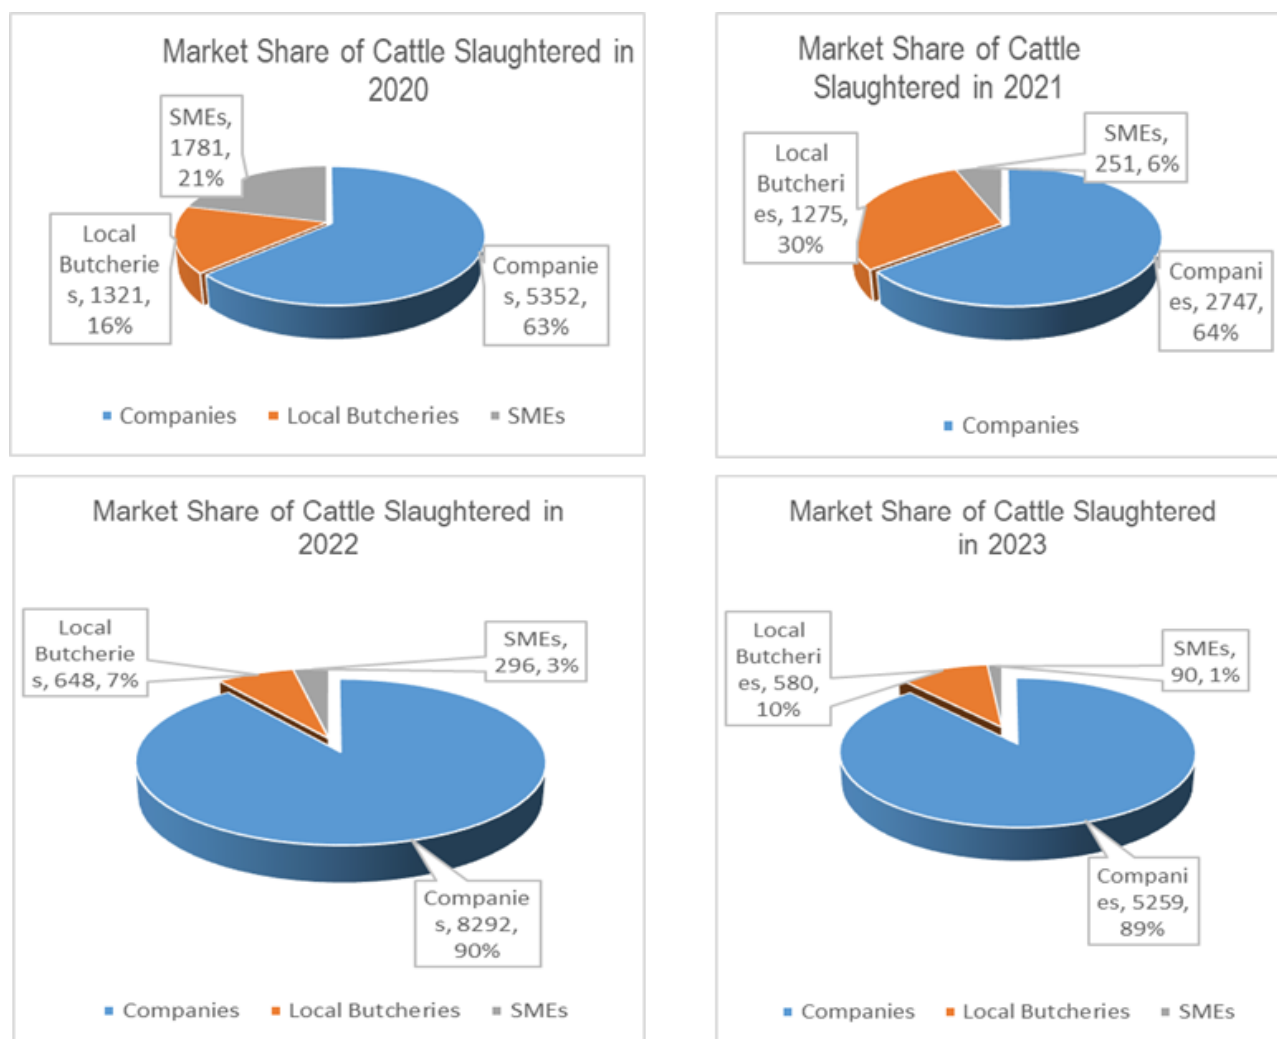 Market Share of Cattle Slaughtered in
2020
SMEs,
1781,
21%
Local
Butcherie
s, 1321,
16%
Companie
s, 5352,
63%
Companies
Local Butcheries
SMEs
Market Share of Cattle
Slaughtered in 2021
Local
Butcheri
es, 1275,
30%
SMEs,
251, 6%
Compani
es, 2747,
64%
Companies
Market Share of Cattle Slaughtered in
2022
Local
Butcherie
s, 648, 7%
SMEs,
296, 3%
Companie
s, 8292,
90%
Companies
Local Butcheries
SMEs
Market Share of Cattle Slaughtered
in 2023
Local
Butcheri
es, 580,
10%
SMEs,
90, 1%
Compani
es, 5259,
89%
Companies
Local Butcheries
SMEs